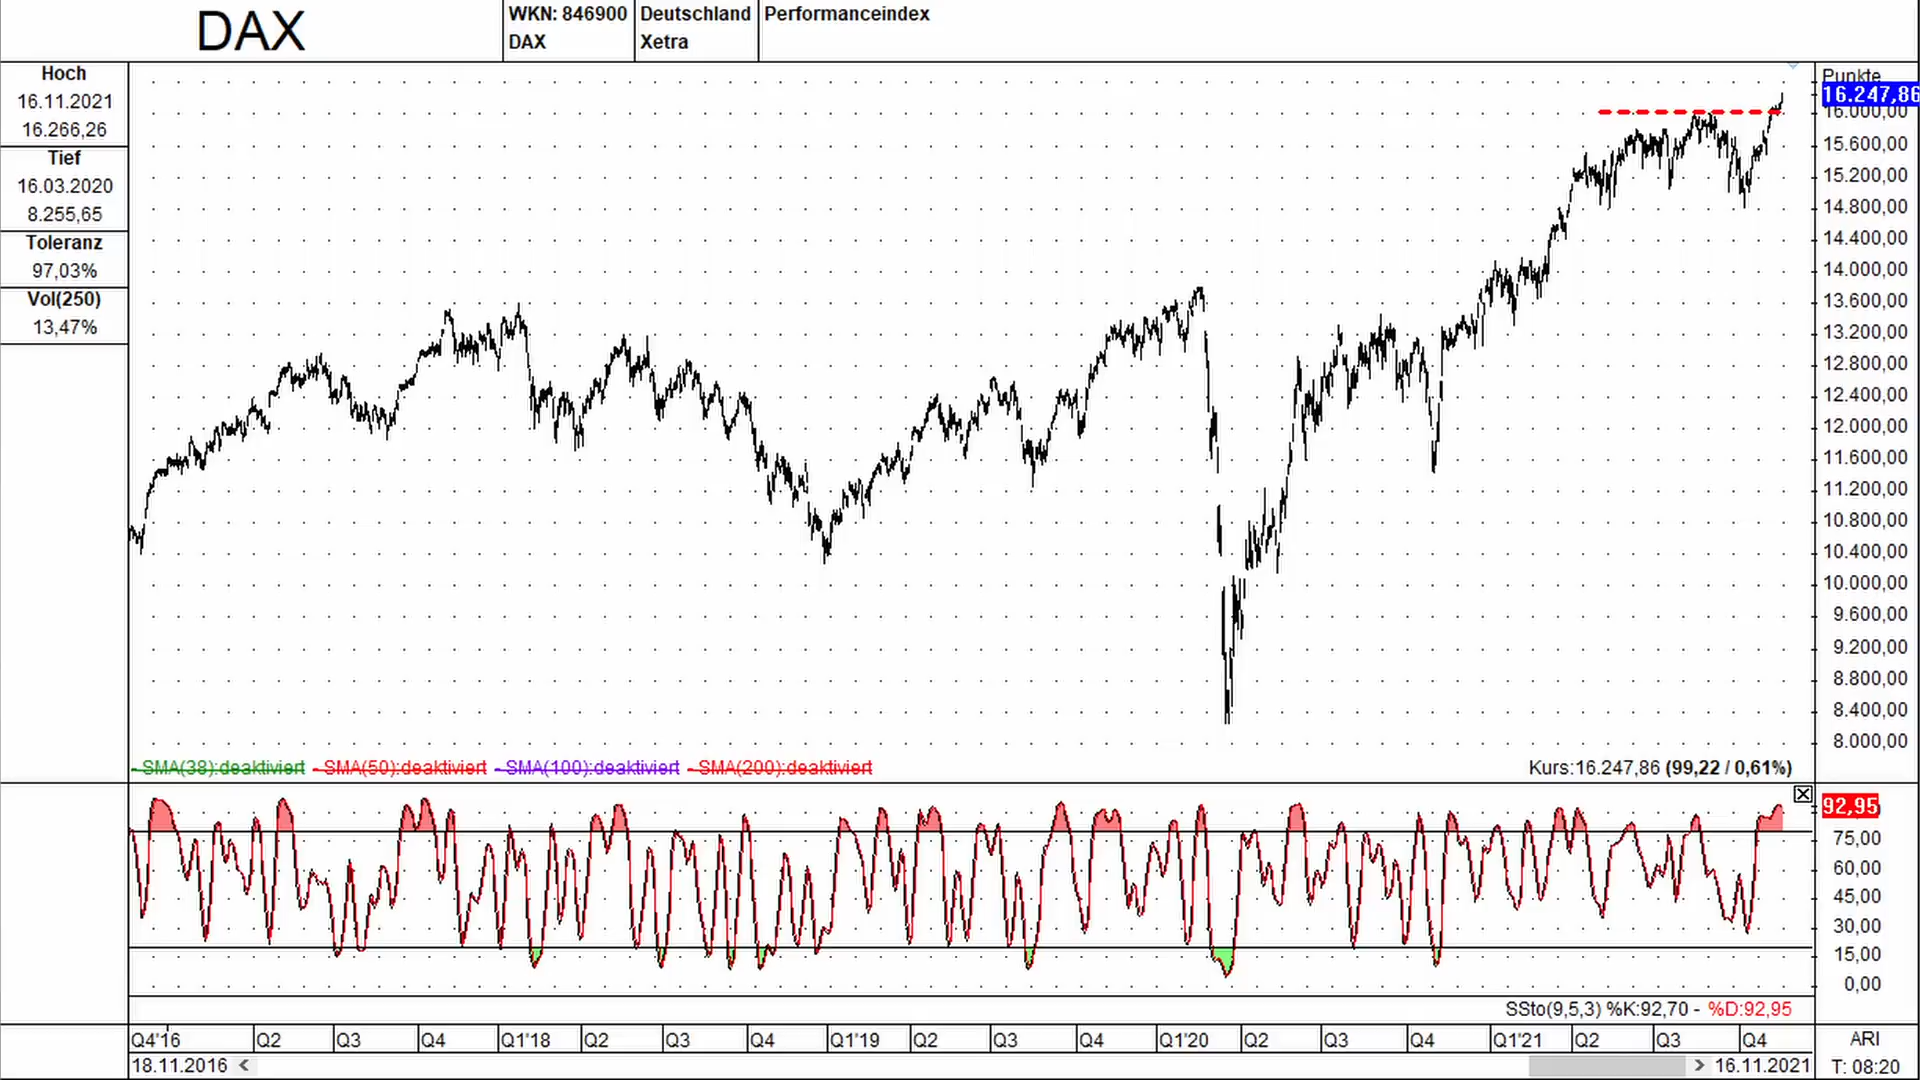 DAX
WKN: 846900
DAX
Deutschland
Xetra
Performanceindex
Hoch
16.11.2021
16.266,26
Tief
16.03.2020
8.255,65
Toleranz
97,03%
Vol(250)
13,47%
Punkte
16.247,86
16.000,00
15.600,00
15.200,00
14.800,00
14.400,00
14.000,00
13.600,00
13.200,00
12.800,00
12.400,00
12.000,00
11.600,00
11.200,00
10.800,00
10.400,00
10.000,00
9.600,00
9.200,00
8.800,00
8.400,00
8.000,00
SMA(38):deaktiviert SMA(50):deaktiviert SMA(100):deaktiviert SMA(200):deaktiviert
Kurs:16.247,86 (99,22 / 0,61%)
92,95
75,00
60,00
45,00
30,00
15,00
0,00
SSto(9,5,3) %K:92,70 - %D:92,95
Q4'16 Q2 Q3 Q4 Q1'18 Q2 Q3 Q4 Q1'19 Q2 Q3 Q4 Q1'20 Q2 Q3 Q4 Q1'21 Q2 Q3 Q4
ARI
18.11.2016 < > 16.11.2021
T: 08:20